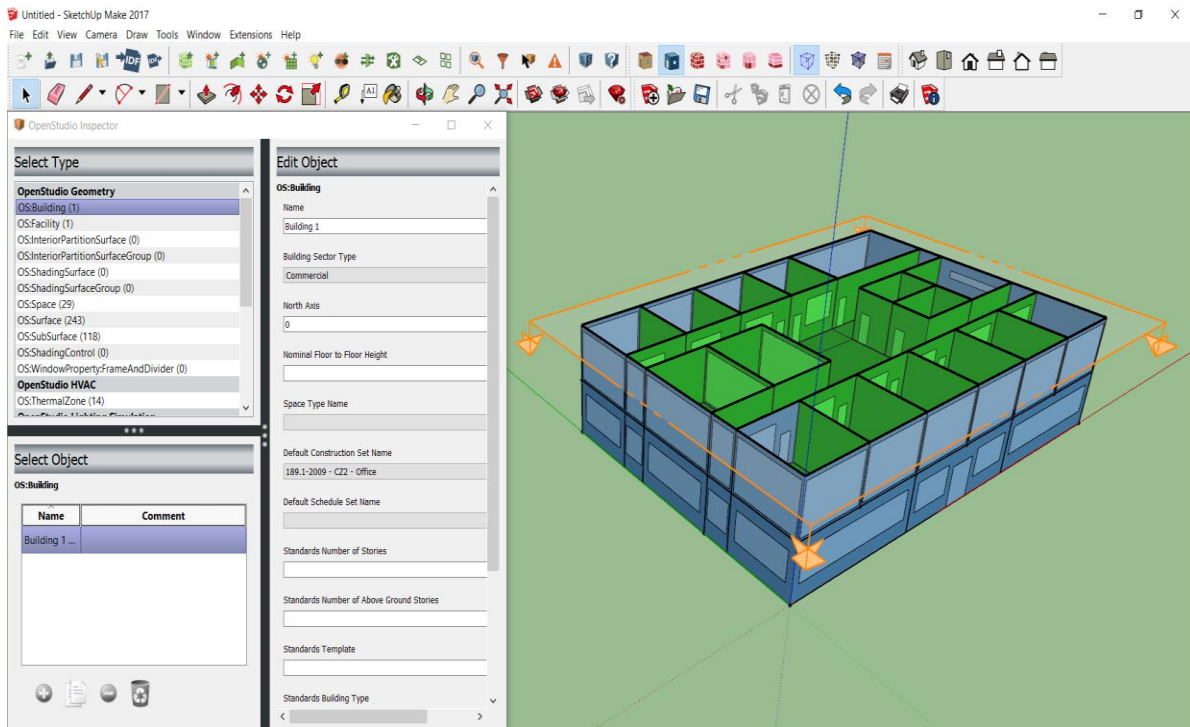 Untitled - SketchUp Make 2017
File Edit View Camera Draw Tools Window Extensions Help
IDF
A1
OpenStudio Inspector
Select Type
OpenStudio Geometry
OS:Building (1)
OS:Facility (1)
OS:InteriorPartitionSurface (0)
OS:InteriorPartitionSurfaceGroup (0)
OS:ShadingSurface (0)
OS:ShadingSurfaceGroup (0)
OS:Space (29)
OS:Surface (243)
OS:SubSurface (118)
OS:ShadingControl (0)
OS:WindowProperty:FrameAndDivider (0)
OpenStudio HVAC
OS:ThermalZone (14)
OpenStudio Lighting Simulation
Select Object
OS:Building
Name Comment
Building 1 ...
Edit Object
OS:Building
Name
Building 1
Building Sector Type
Commercial
North Axis
0
Nominal Floor to Floor Height
Space Type Name
Default Construction Set Name
189.1-2009 - CZ2 - Office
Default Schedule Set Name
Standards Number of Stories
Standards Number of Above Ground Stories
Standards Template
Standards Building Type